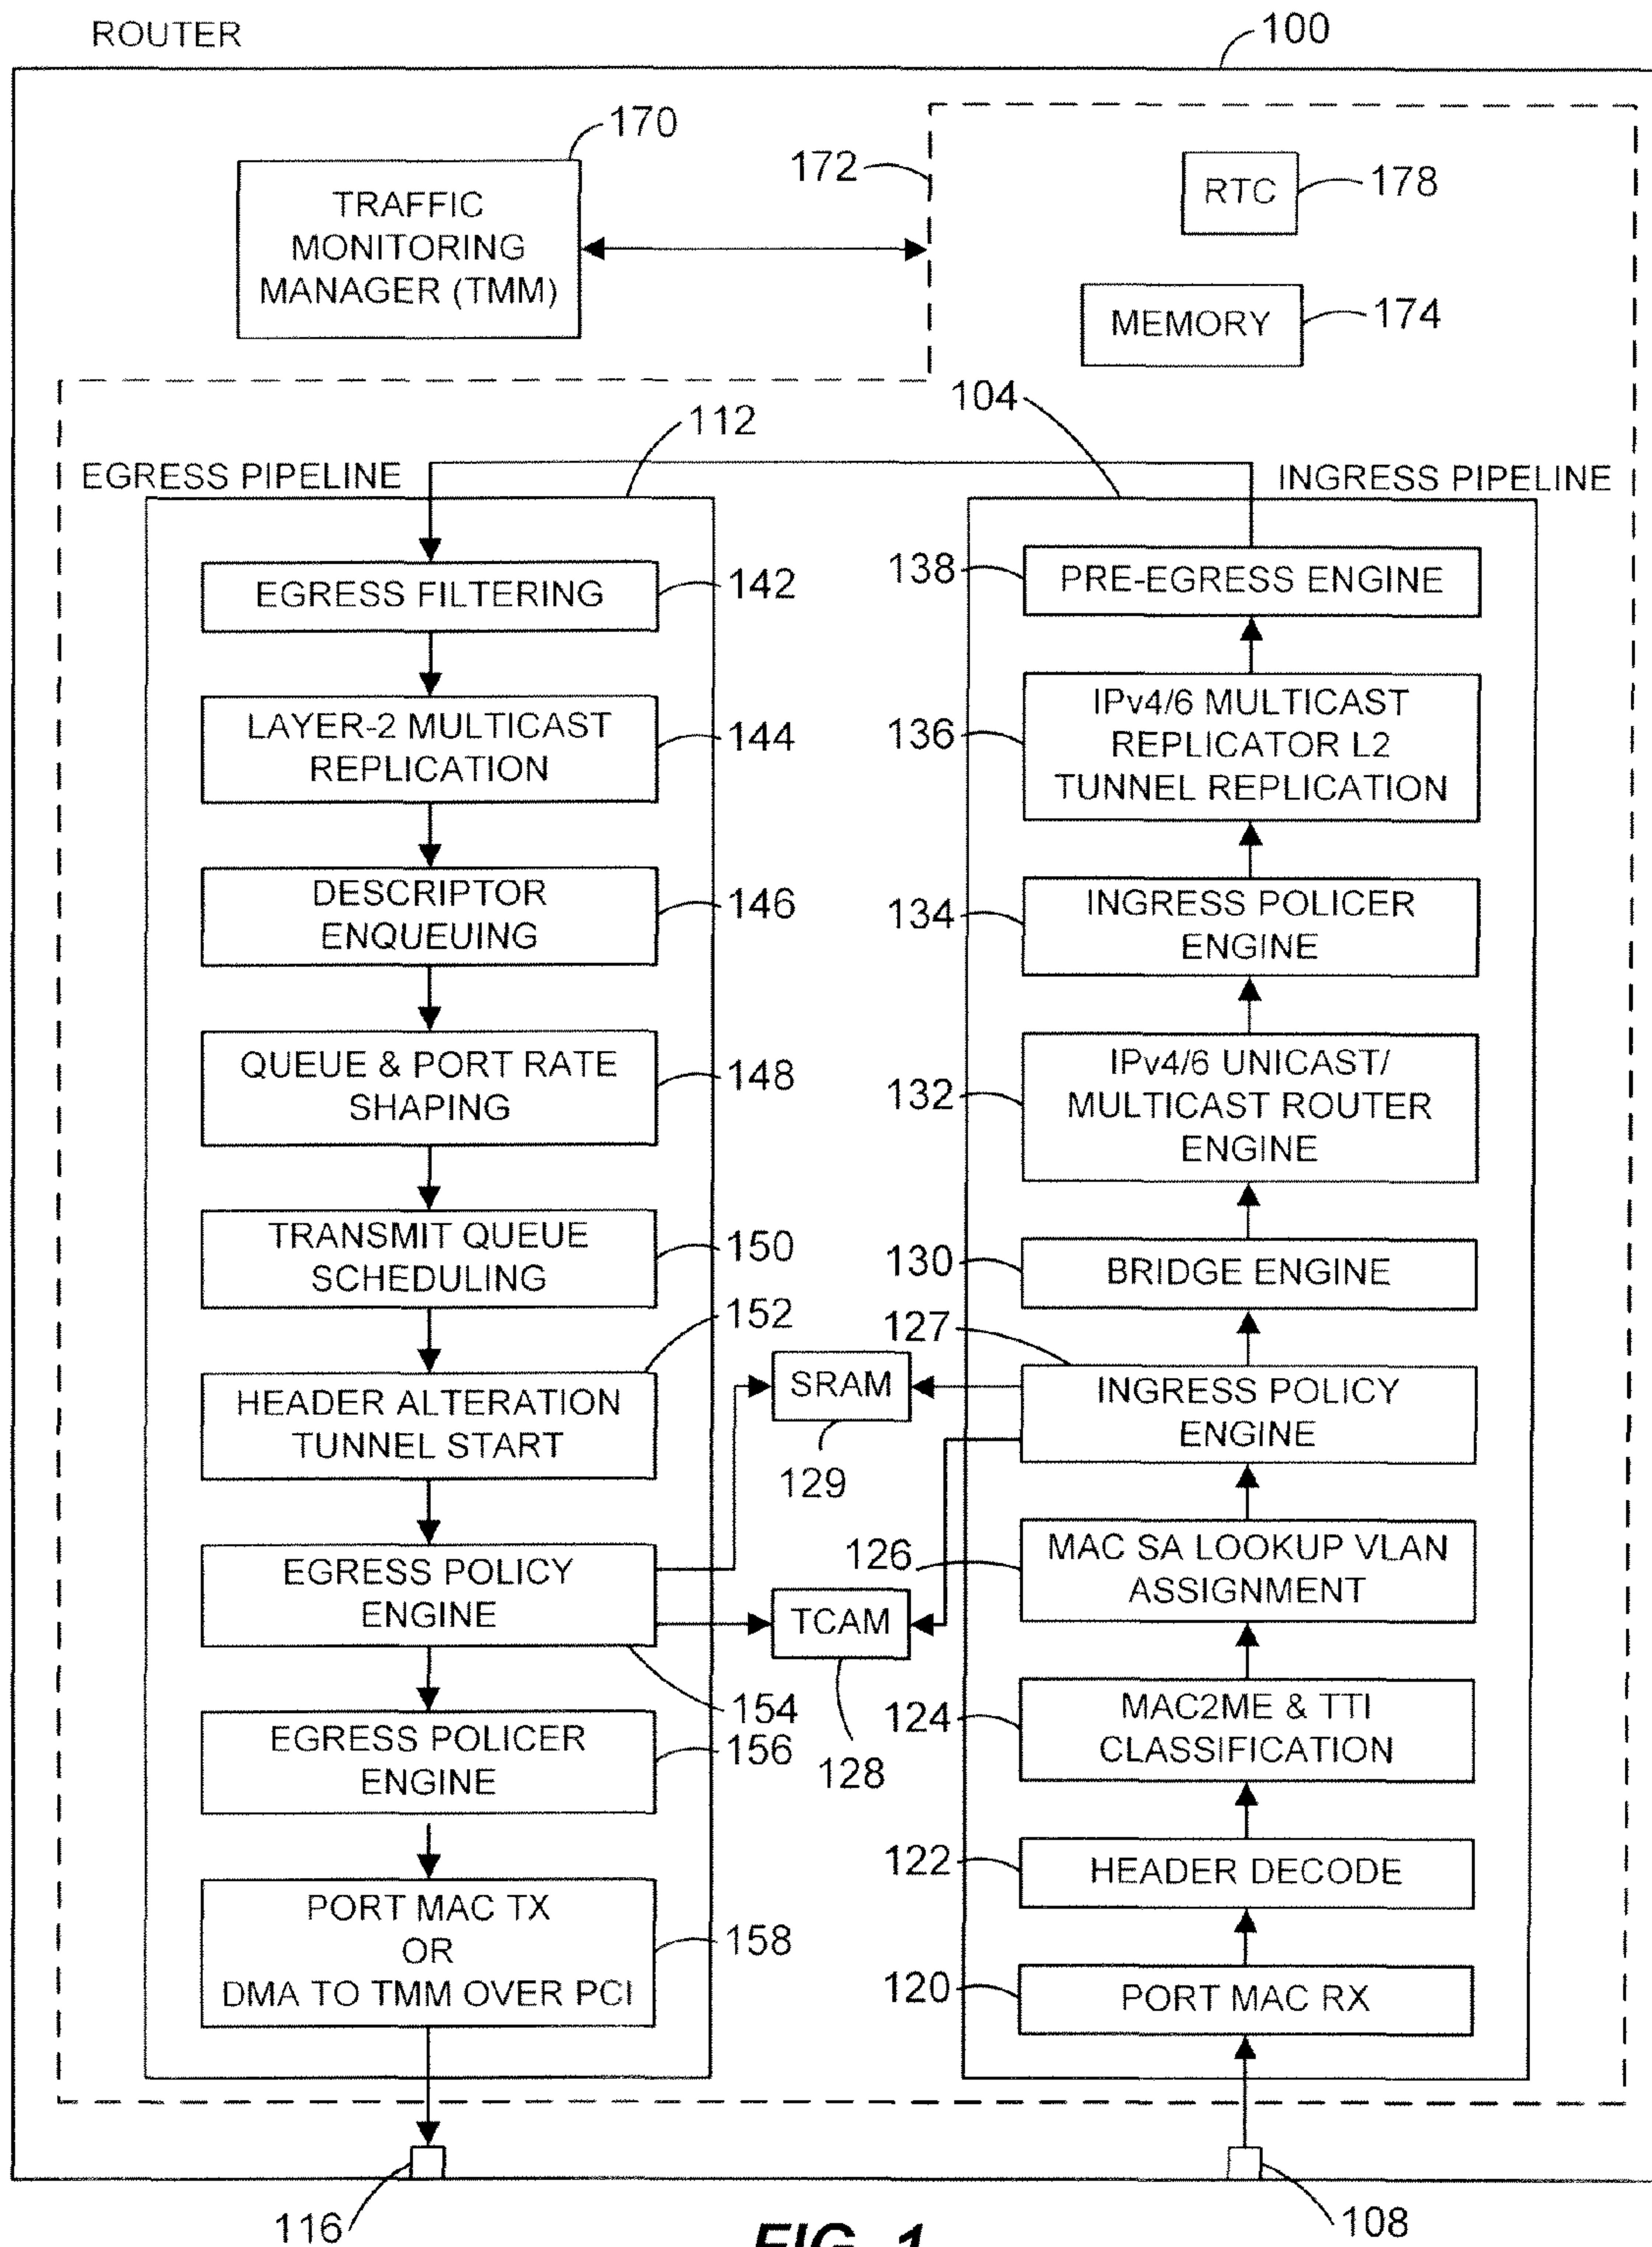 ROUTER
100
170
TRAFFIC
MONITORING
MANAGER (TMM)
172
RTC
178
MEMORY
174
104
112
EGRESS PIPELINE
INGRESS PIPELINE
EGRESS FILTERING
142
LAYER-2 MULTICAST
REPLICATION
144
DESCRIPTOR
ENQUEUING
146
QUEUE & PORT RATE
SHAPING
148
TRANSMIT QUEUE
SCHEDULING
150
152
HEADER ALTERATION
TUNNEL START
EGRESS POLICY
ENGINE
154
EGRESS POLICER
ENGINE
156
PORT MAC TX
OR
DMA TO TMM OVER PCI
158
SRAM
129
TCAM
128
138
PRE-EGRESS ENGINE
136
IPv4/6 MULTICAST
REPLICATOR L2
TUNNEL REPLICATION
134
INGRESS POLICER
ENGINE
132
IPv4/6 UNICAST/
MULTICAST ROUTER
ENGINE
130
BRIDGE ENGINE
127
INGRESS POLICY
ENGINE
126
MAC SA LOOKUP VLAN
ASSIGNMENT
124
MAC2ME & TTI
CLASSIFICATION
122
HEADER DECODE
120
PORT MAC RX
116
108
FIG. 1